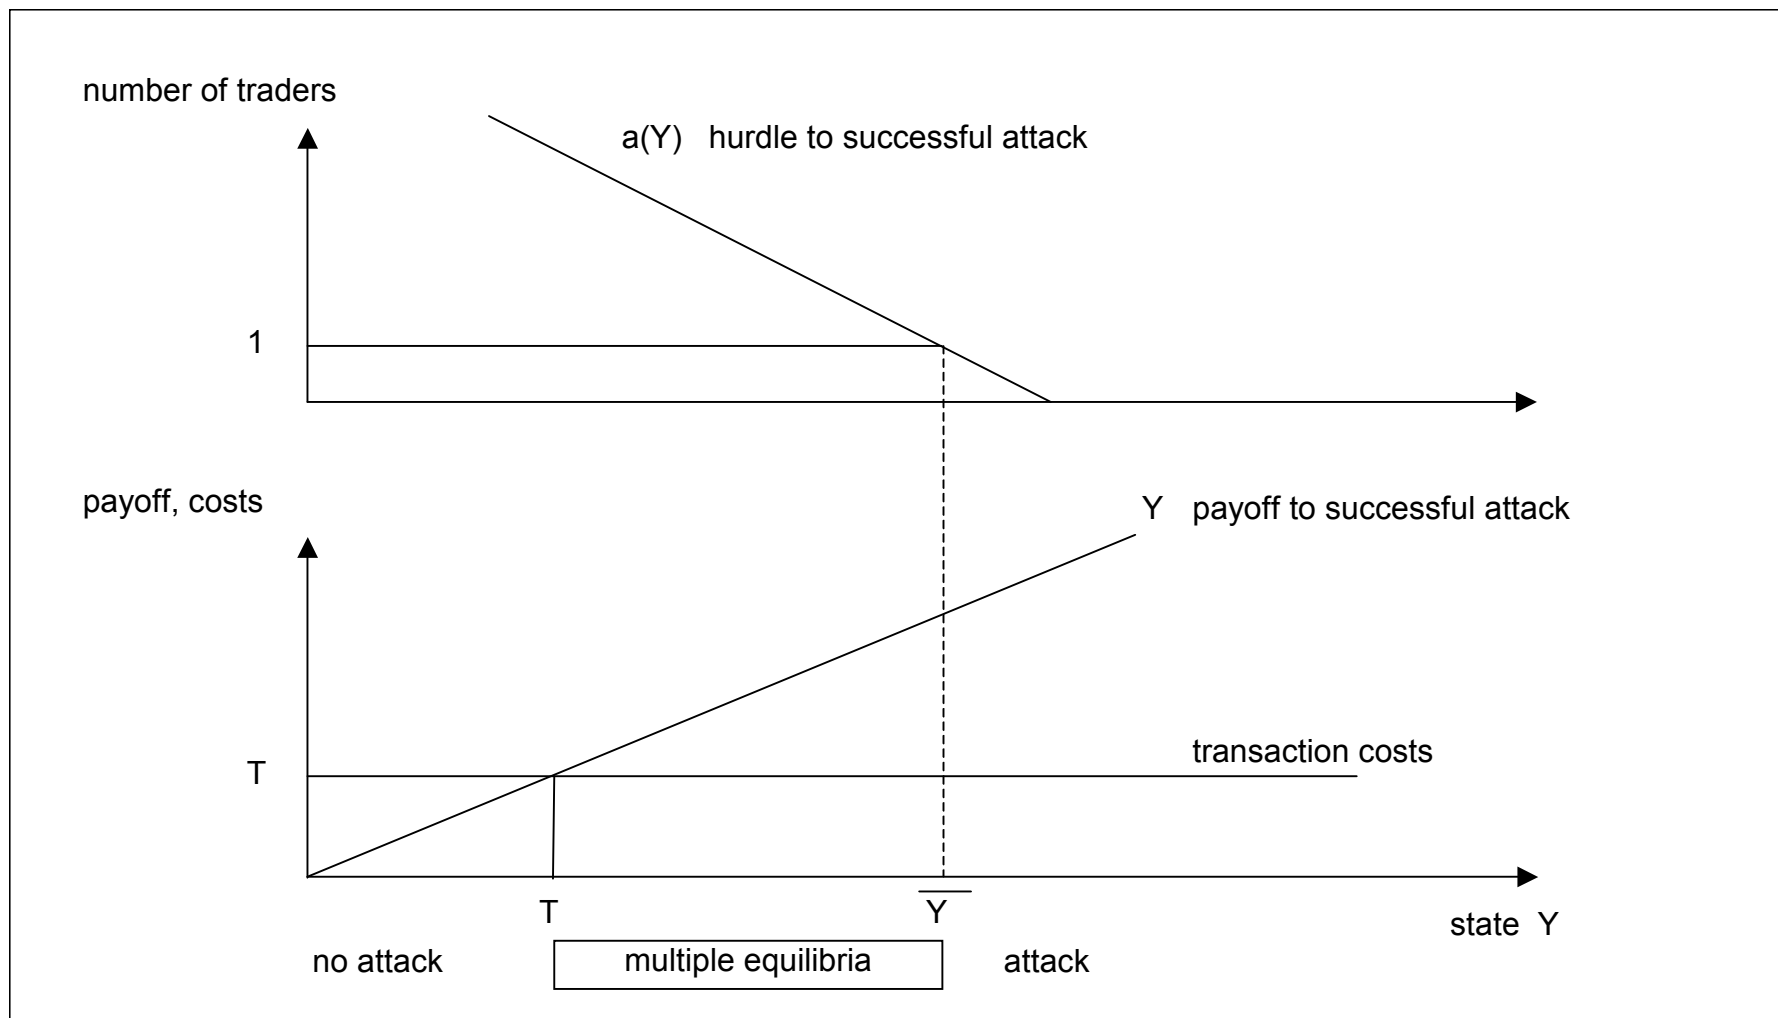 number of traders
a(Y) hurdle to successful attack
1
payoff, costs
Y payoff to successful attack
transaction costs
T
T
Y
state Y
no attack
multiple equilibria
attack